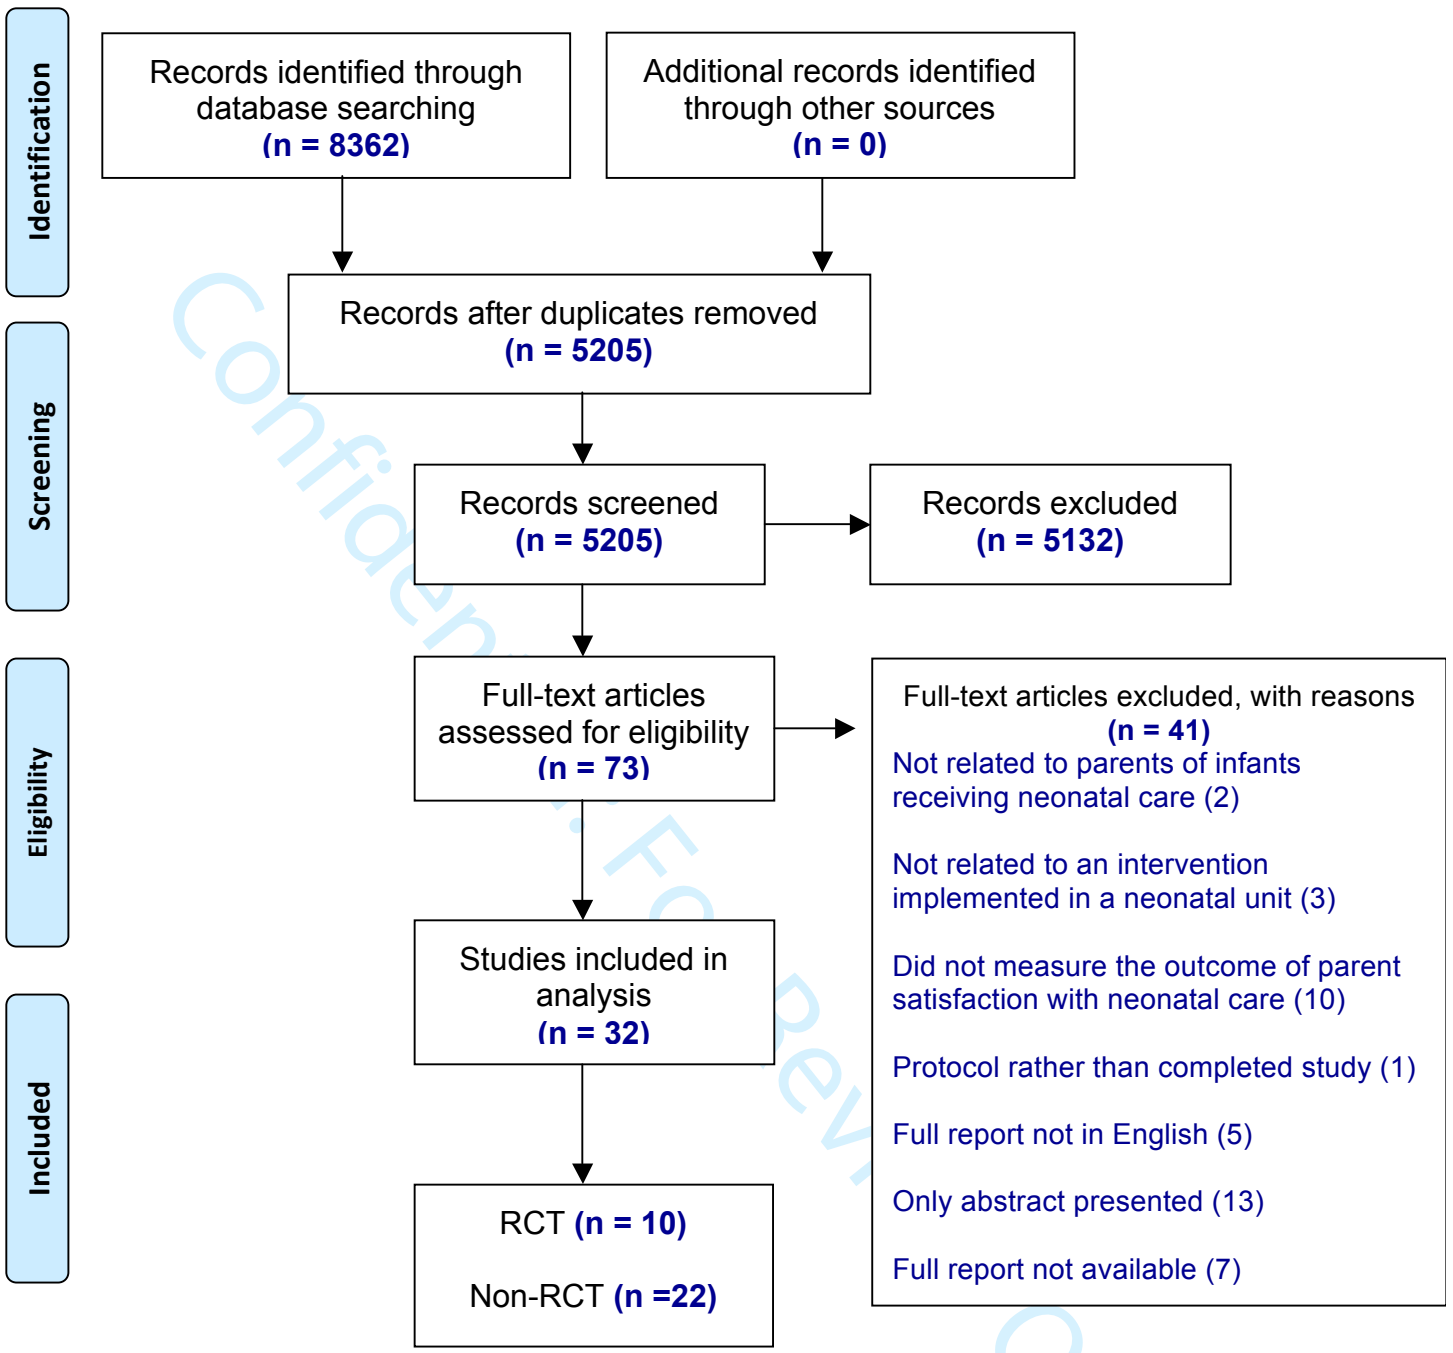 Identification
Records identified through
database searching
(n = 8362)
Additional records identified
through other sources
(n = 0)
Records after duplicates removed
(n = 5205)
Screening
Records screened
(n = 5205)
Records excluded
(n = 5132)
Eligibility
Full-text articles
assessed for eligibility
(n = 73)
Full-text articles excluded, with reasons
(n = 41)
Not related to parents of infants
receiving neonatal care (2)
Not related to an intervention
implemented in a neonatal unit (3)
Did not measure the outcome of parent
satisfaction with neonatal care (10)
Protocol rather than completed study (1)
Full report not in English (5)
Only abstract presented (13)
Full report not available (7)
Studies included in
analysis
(n = 32)
Included
RCT (n = 10)
Non-RCT (n =22)
Confidential: For Review O